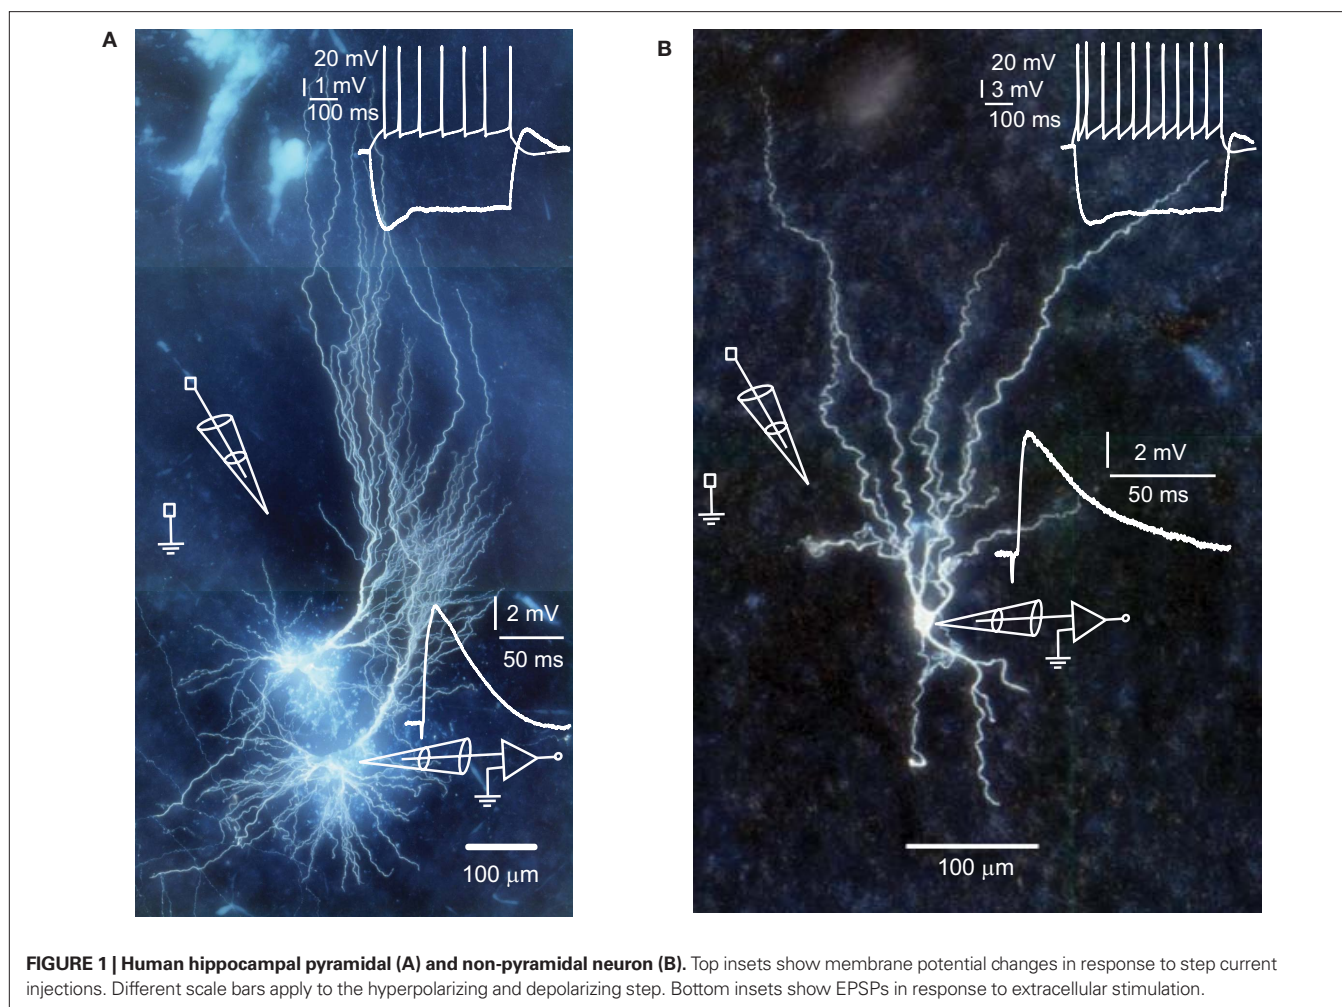 A
20 mV
1 mV
100 ms
2 mV
50 ms
100 μm
B
20 mV
3 mV
100 ms
2 mV
50 ms
100 μm
FIGURE 1 | Human hippocampal pyramidal (A) and non-pyramidal neuron (B). Top insets show membrane potential changes in response to step current
injections. Different scale bars apply to the hyperpolarizing and depolarizing step. Bottom insets show EPSPs in response to extracellular stimulation.